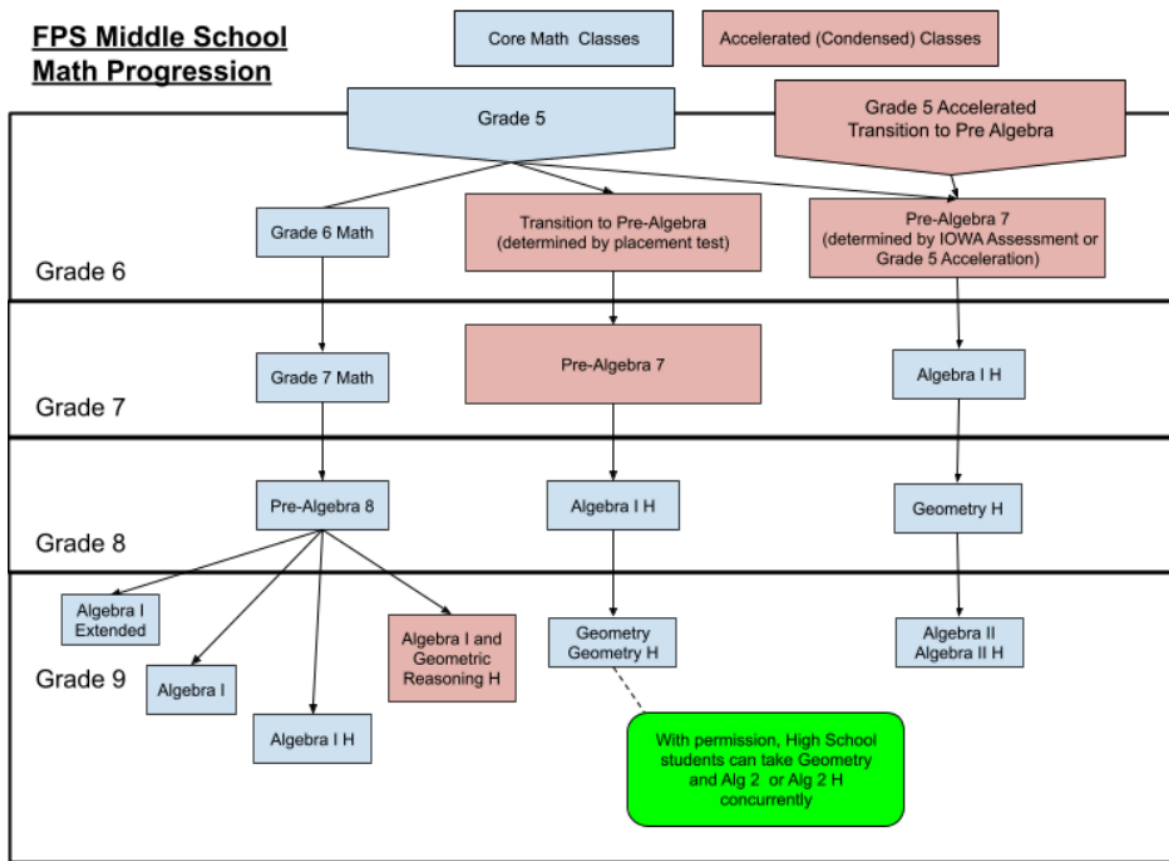 FPS Middle School
Math Progression
Core Math Classes
Accelerated (Condensed) Classes
Grade 5
Grade 5 Accelerated
Transition to Pre Algebra
Grade 6
Grade 6 Math
Transition to Pre-Algebra
(determined by placement test)
Pre-Algebra 7
(determined by IOWA Assessment or
Grade 5 Acceleration)
Grade 7
Grade 7 Math
Pre-Algebra 7
Algebra I H
Grade 8
Pre-Algebra 8
Algebra I H
Geometry H
Grade 9
Algebra I
Extended
Algebra I
Algebra I H
Algebra I and
Geometric
Reasoning H
Geometry
Geometry H
Algebra II
Algebra II H
With permission, High School
students can take Geometry
and Alg 2 or Alg 2 H
concurrently